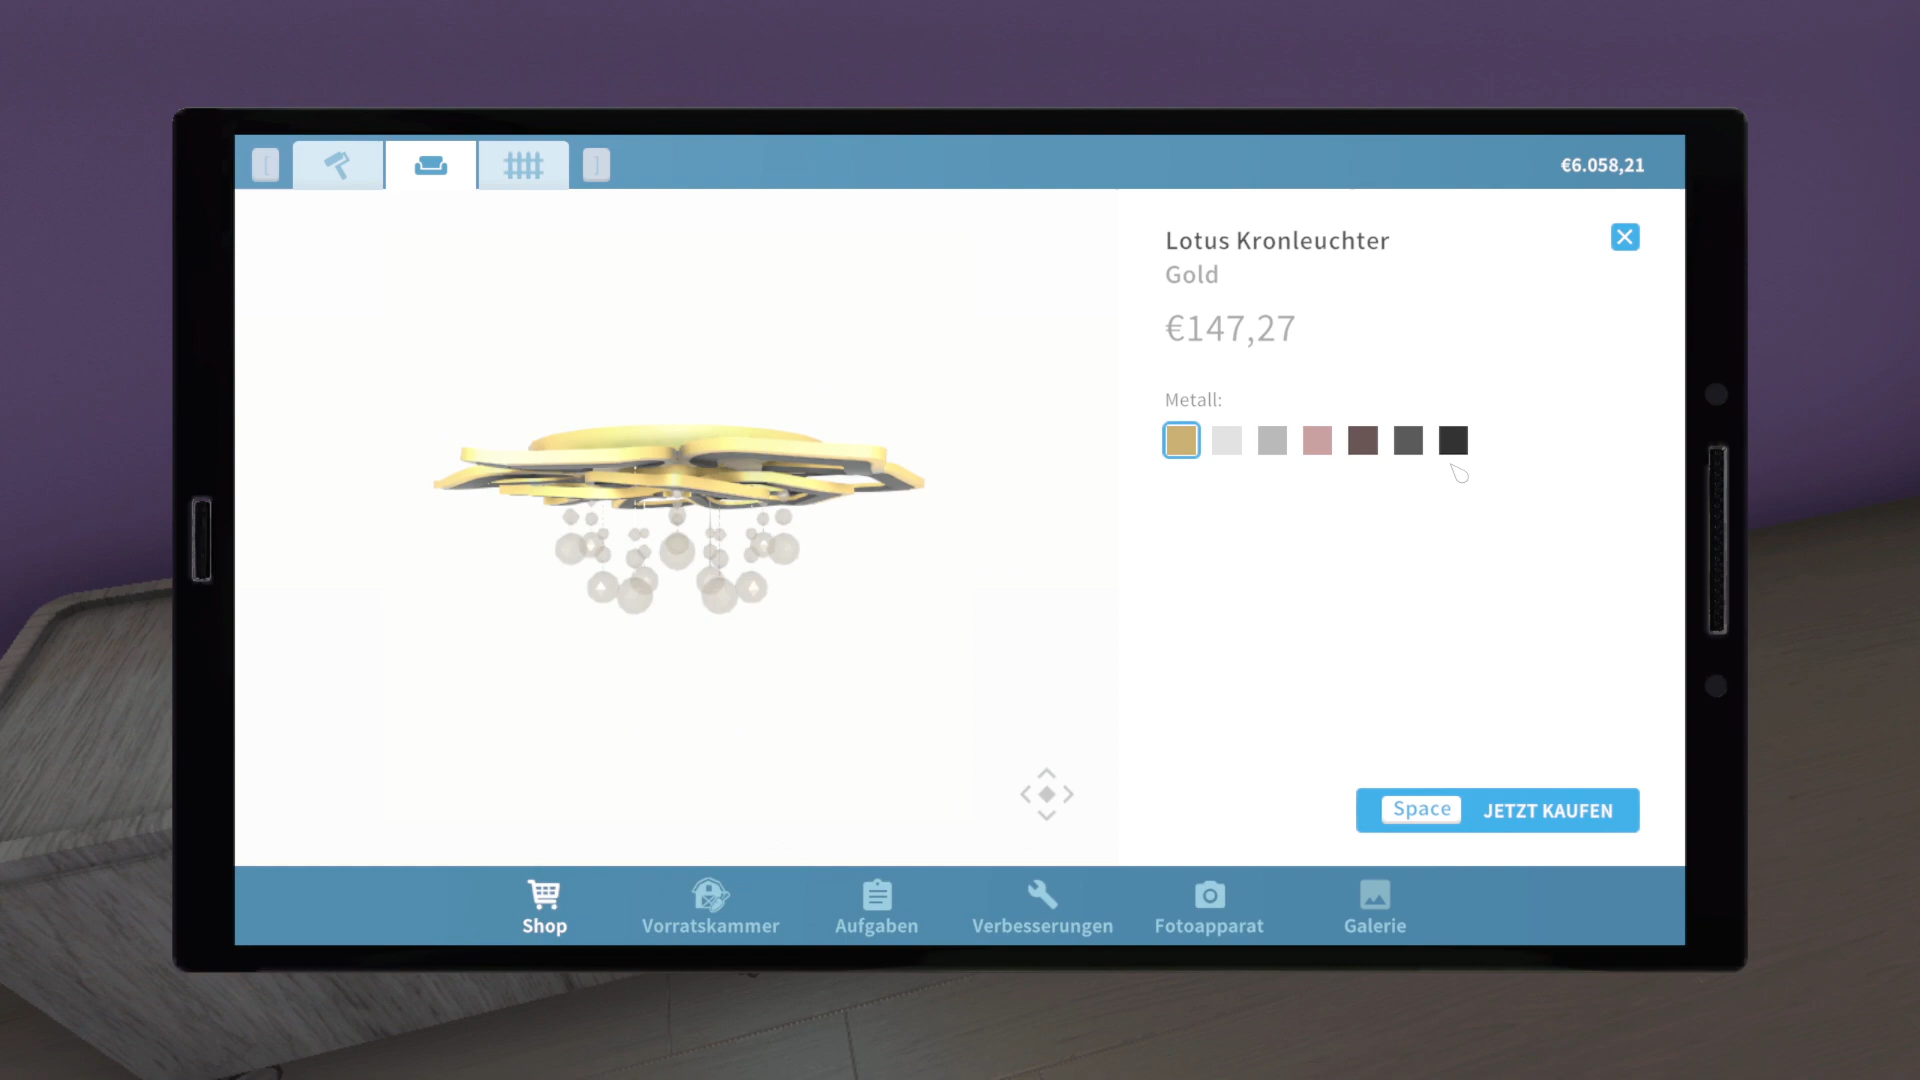 [
]
€6.058,21
Lotus Kronleuchter
Gold
€147,27
Metall:
Space JETZT KAUFEN
Shop Vorratskammer Aufgaben Verbesserungen Fotoapparat Galerie